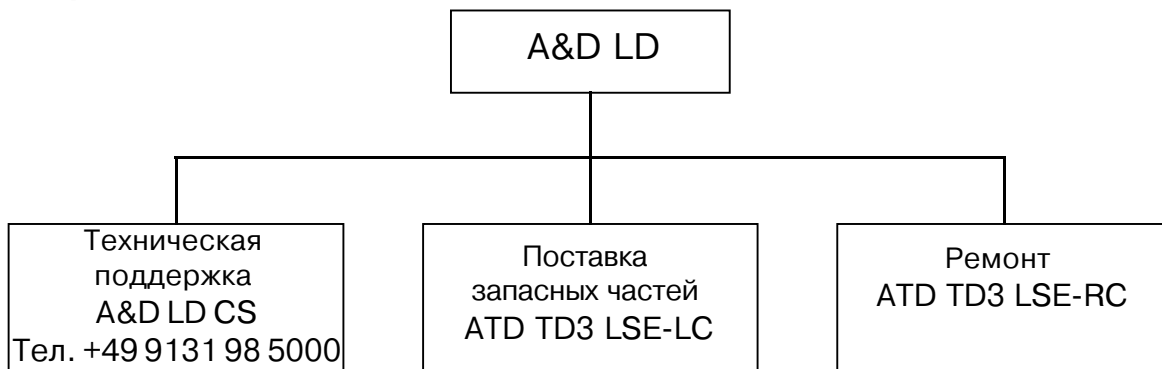 A&D LD
Техническая
поддержка
A&D LD CS
Тел. +49 9131 98 5000
Поставка
запасных частей
ATD TD3 LSE-LC
Ремонт
ATD TD3 LSE-RC